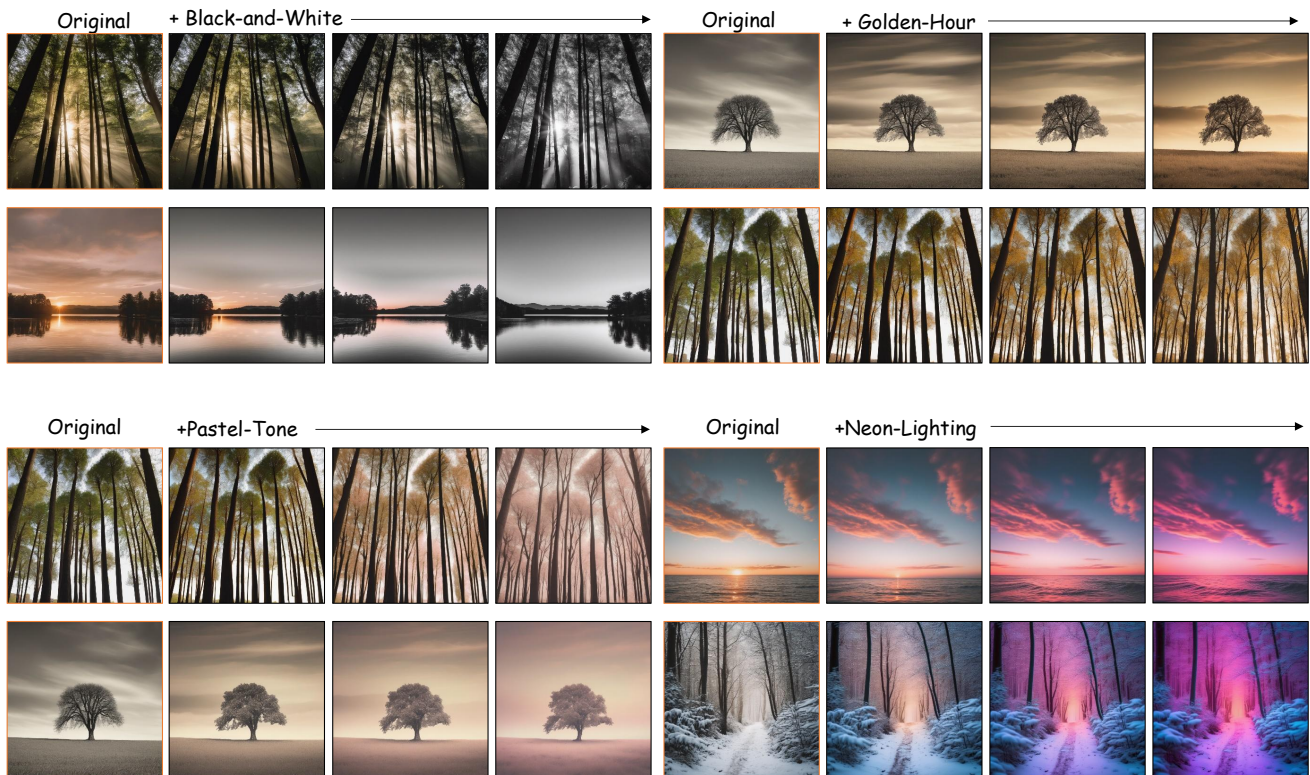 Original
+ Black-and-White
Original
+ Golden-Hour
Original
+Pastel-Tone
Original
+Neon-Lighting